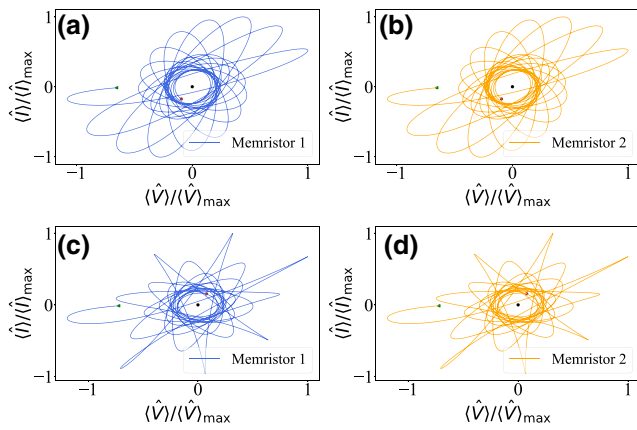 (a)
1
0
−1
⟨Î⟩/⟨Î⟩max
Memristor 1
−1 0 1
⟨V̂⟩/⟨V̂⟩max
(b)
1
0
−1
⟨Î⟩/⟨Î⟩max
Memristor 2
−1 0 1
⟨V̂⟩/⟨V̂⟩max
(c)
1
0
−1
⟨Î⟩/⟨Î⟩max
Memristor 1
−1 0 1
⟨V̂⟩/⟨V̂⟩max
(d)
1
0
−1
⟨Î⟩/⟨Î⟩max
Memristor 2
−1 0 1
⟨V̂⟩/⟨V̂⟩max